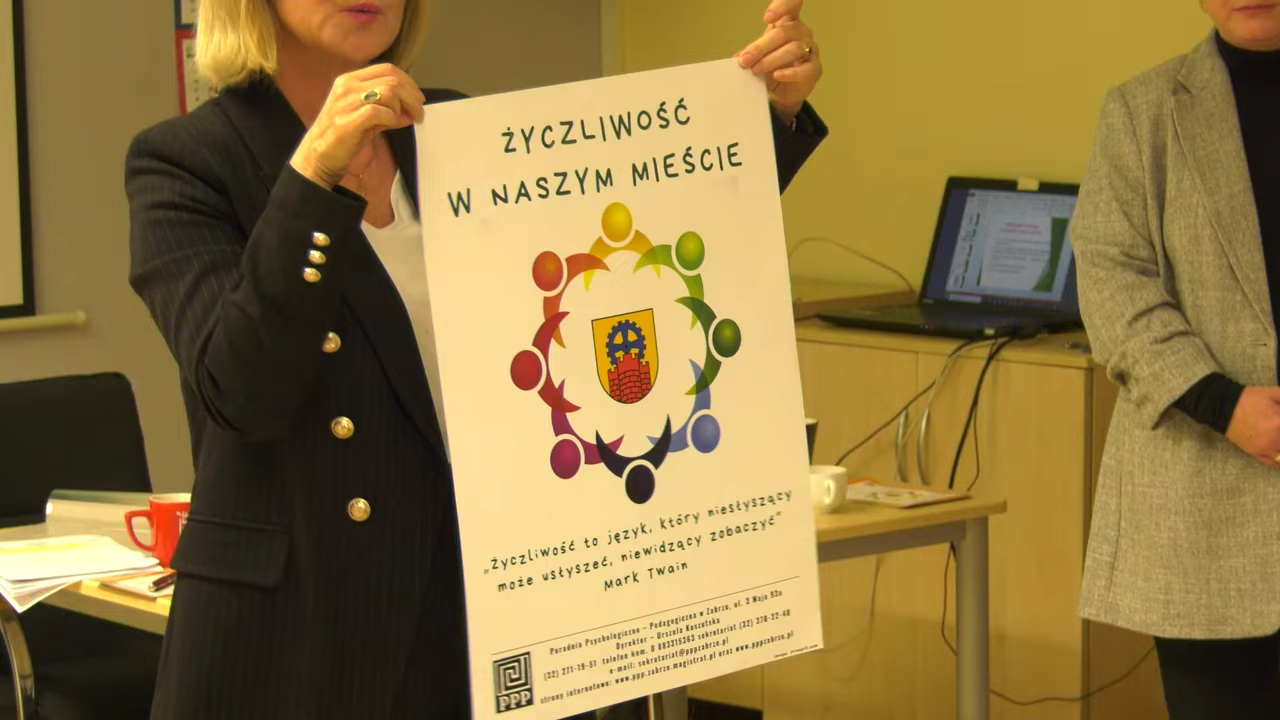 ŻYCZLIWOŚĆ
W NASZYM MIEŚCIE
„Życzliwość to język, który niesłyszący
może usłyszeć, niewidzący zobaczyć”
Mark Twain
Poradnia Psychologiczno - Pedagogiczna w Zabrzu, ul. 3 Maja 93a
Dyrektor - Urszula Koszutska
(32) 271-19-51 telefon kom. 0 883315363 sekretariat (32) 370-22-40
e-mail: sekretariat@pppzabrze.pl
strony internetowe: www.ppp.zabrze.magistrat.pl oraz www.pppzabrze.pl
PPP